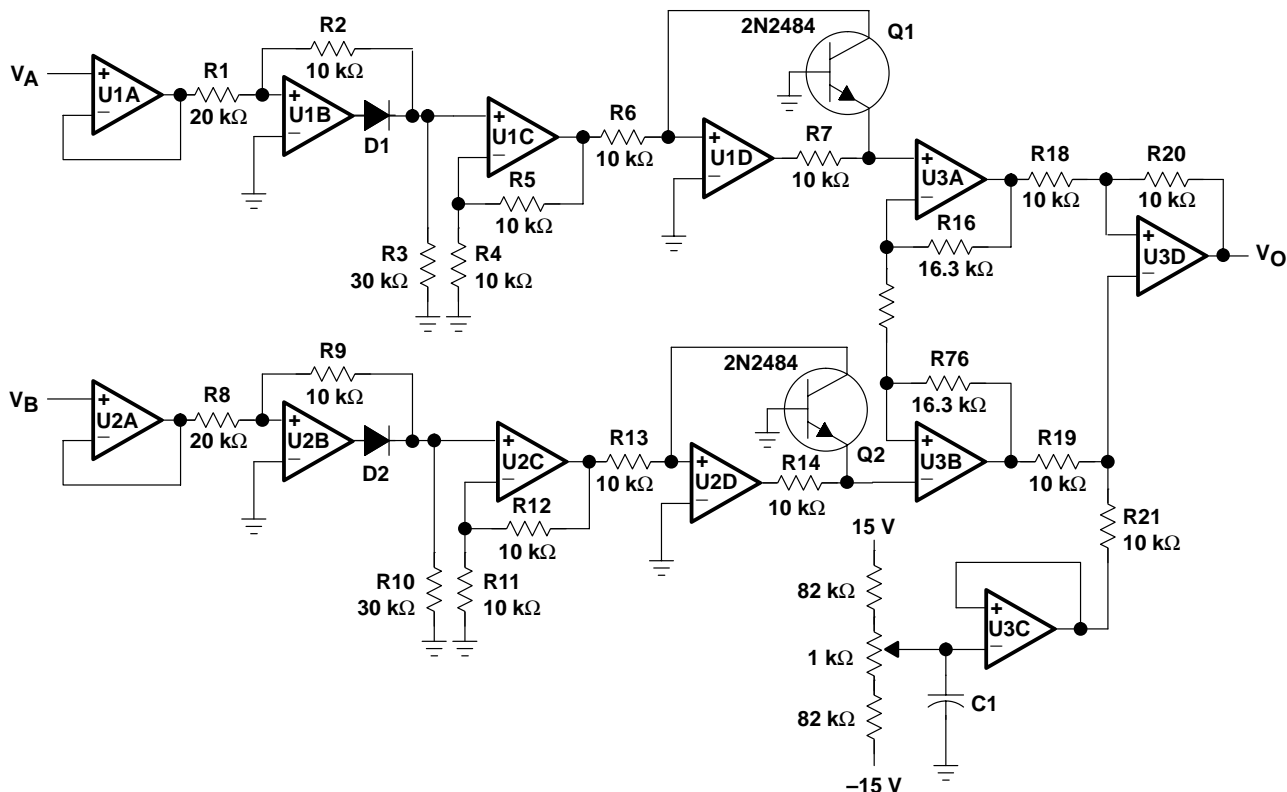 2N2484
Q1
R2
10 kΩ
VA
+
−
U1A
R1
20 kΩ
+
−
U1B
D1
+
−
U1C
R6
10 kΩ
+
−
U1D
R7
10 kΩ
+
−
U3A
R18
10 kΩ
R20
10 kΩ
R5
10 kΩ
R3
30 kΩ
R4
10 kΩ
R16
16.3 kΩ
+
−
U3D
VO
R9
10 kΩ
2N2484
R76
16.3 kΩ
VB
+
−
U2A
R8
20 kΩ
+
−
U2B
D2
+
−
U2C
R13
10 kΩ
+
−
U2D
R14
10 kΩ
Q2
+
−
U3B
R19
10 kΩ
R12
10 kΩ
R10
30 kΩ
R11
10 kΩ
15 V
R21
10 kΩ
82 kΩ
1 kΩ
+
−
U3C
82 kΩ
C1
–15 V